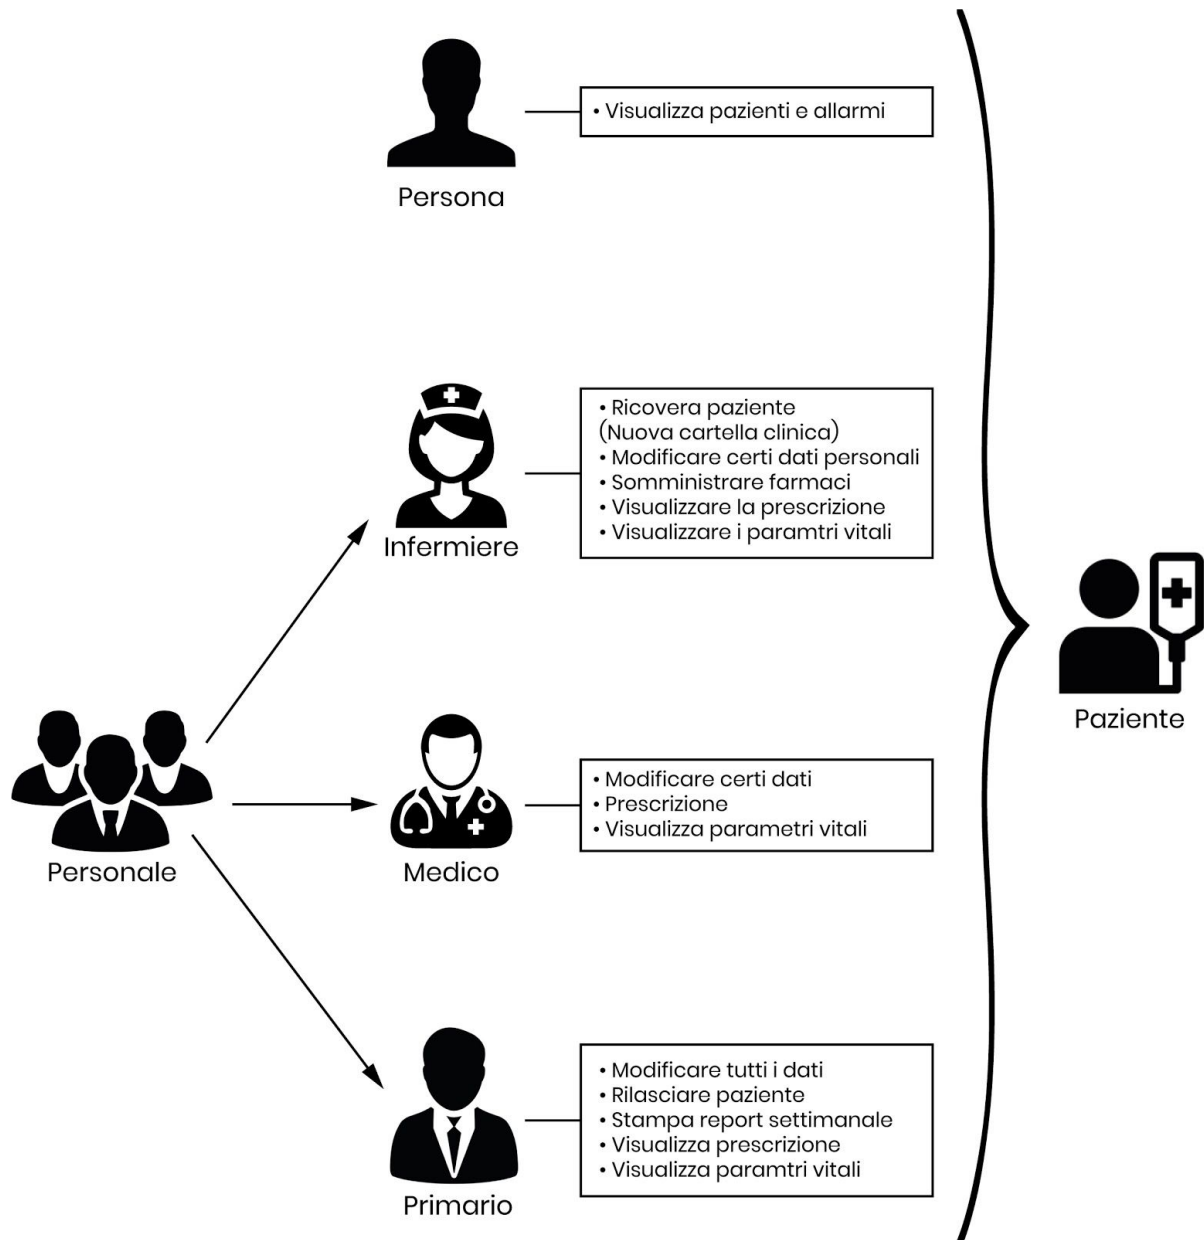 • Visualizza pazienti e allarmi
Persona
• Ricovera paziente
(Nuova cartella clinica)
• Modificare certi dati personali
• Somministrare farmaci
• Visualizzare la prescrizione
• Visualizzare i paramtri vitali
Infermiere
Paziente
• Modificare certi dati
• Prescrizione
• Visualizza parametri vitali
Personale
Medico
• Modificare tutti i dati
• Rilasciare paziente
• Stampa report settimanale
• Visualizza prescrizione
• Visualizza paramtri vitali
Primario